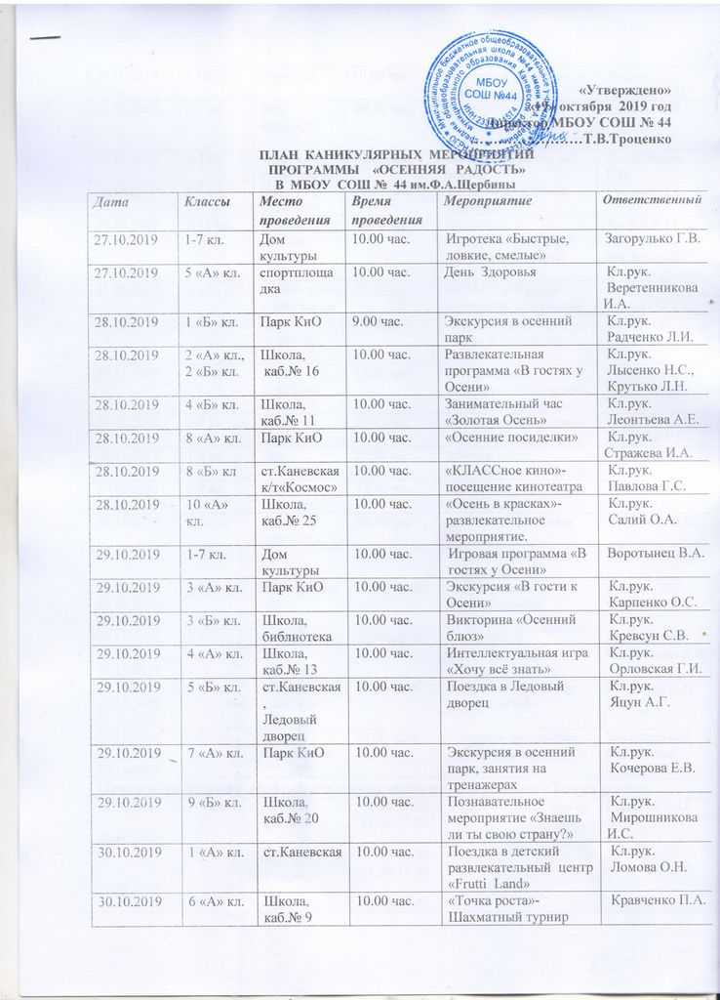 МБОУ
СОШ №44
«Утверждено»
«19» октября 2019 год
Директор МБОУ СОШ № 44
Т.В.Троценко
ПЛАН КАНИКУЛЯРНЫХ МЕРОПРИЯТИЙ
ПРОГРАММЫ «ОСЕННЯЯ РАДОСТЬ»
В МБОУ СОШ № 44 им.Ф.А.Щербины
Дата Классы Место проведения Время проведения Мероприятие Ответственный
27.10.2019 1-7 кл. Дом культуры 10.00 час. Игротека «Быстрые, ловкие, смелые» Загорулько Г.В.
27.10.2019 5 «А» кл. спортплоща дка 10.00 час. День Здоровья Кл.рук. Веретенникова И.А.
28.10.2019 1 «Б» кл. Парк КиО 9.00 час. Экскурсия в осенний парк Кл.рук. Радченко Л.И.
28.10.2019 2 «А» кл., 2 «Б» кл. Школа, каб.№ 16 10.00 час. Развлекательная программа «В гостях у Осени» Кл.рук. Лысенко Н.С., Крутько Л.Н.
28.10.2019 4 «Б» кл. Школа, каб.№ 11 10.00 час. Занимательный час «Золотая Осень» Кл.рук. Леонтьева А.Е.
28.10.2019 8 «А» кл. Парк КиО 10.00 час. «Осенние посиделки» Кл.рук. Стражева И.А.
28.10.2019 8 «Б» кл ст.Каневская к/т«Космос» 10.00 час. «КЛАССное кино»- посещение кинотеатра Кл.рук. Павлова Г.С.
28.10.2019 10 «А» кл. Школа, каб.№ 25 10.00 час. «Осень в красках»- развлекательное мероприятие. Кл.рук. Салий О.А.
29.10.2019 1-7 кл. Дом культуры 10.00 час. Игровая программа «В гостях у Осени» Воротынец В.А.
29.10.2019 3 «А» кл. Парк КиО 10.00 час. Экскурсия «В гости к Осени» Кл.рук. Карпенко О.С.
29.10.2019 3 «Б» кл. Школа, библиотека 10.00 час. Викторина «Осенний блюз» Кл.рук. Кревсун С.В.
29.10.2019 4 «А» кл. Школа, каб.№ 13 10.00 час. Интеллектуальная игра «Хочу всё знать» Кл.рук. Орловская Г.И.
29.10.2019 5 «Б» кл. ст.Каневская , Ледовый дворец 10.00 час. Поездка в Ледовый дворец Кл.рук. Яцун А.Г.
29.10.2019 7 «А» кл. Парк КиО 10.00 час. Экскурсия в осенний парк, занятия на тренажерах Кл.рук. Кочерова Е.В.
29.10.2019 9 «Б» кл. Школа, каб.№ 20 10.00 час. Познавательное мероприятие «Знаешь ли ты свою страну?» Кл.рук. Мирошникова И.С.
30.10.2019 1 «А» кл. ст.Каневская 10.00 час. Поездка в детский развлекательный центр «Frutti Land» Кл.рук. Ломова О.Н.
30.10.2019 6 «А» кл. Школа, каб.№ 9 10.00 час. «Точка роста»- Шахматный турнир Кравченко П.А.